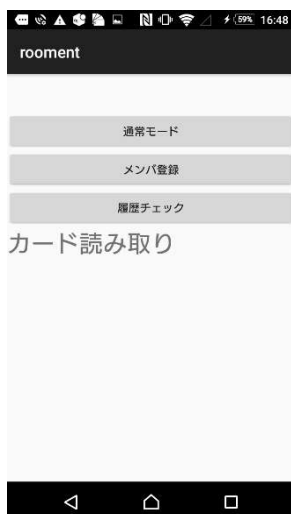 59% 16:48
rooment
通常モード
メンバ登録
履歴チェック
カード読み取り